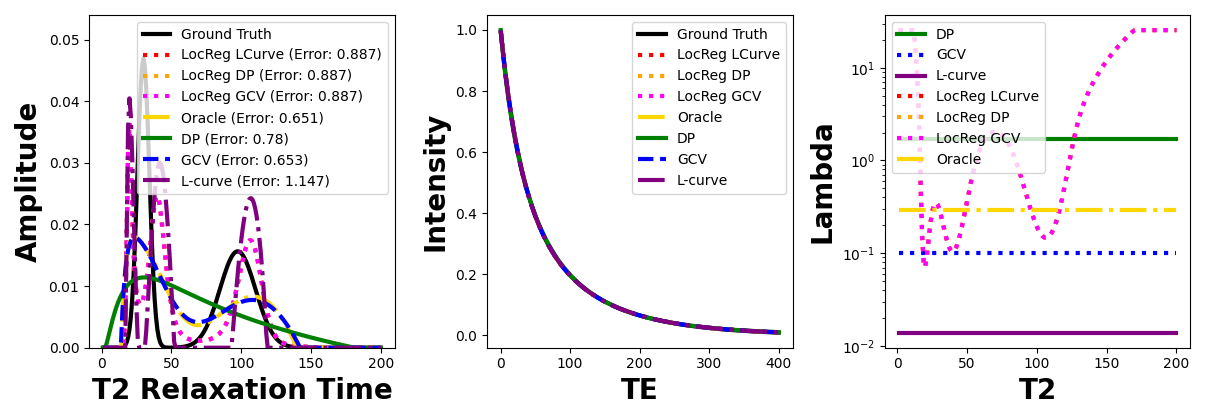 0.05
0.04
0.03
0.02
0.01
0.00
Amplitude
Ground Truth
LocReg LCurve (Error: 0.887)
LocReg DP (Error: 0.887)
LocReg GCV (Error: 0.887)
Oracle (Error: 0.651)
DP (Error: 0.78)
GCV (Error: 0.653)
L-curve (Error: 1.147)
0 50 100 150 200
T2 Relaxation Time
1.0
0.8
0.6
0.4
0.2
0.0
Intensity
Ground Truth
LocReg LCurve
LocReg DP
LocReg GCV
Oracle
DP
GCV
L-curve
0 100 200 300 400
TE
10¹
10⁰
10⁻¹
10⁻²
Lambda
DP
GCV
L-curve
LocReg LCurve
LocReg DP
LocReg GCV
Oracle
0 50 100 150 200
T2